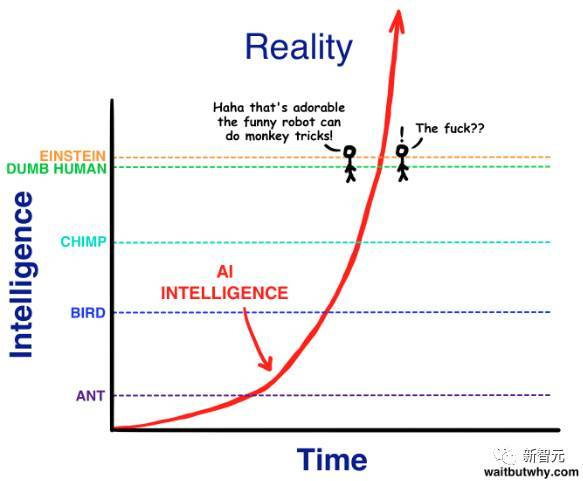 Reality
Haha that's adorable
the funny robot can
do monkey tricks!
!
The fuck??
EINSTEIN
DUMB HUMAN
CHIMP
AI
INTELLIGENCE
BIRD
ANT
Intelligence
Time
新智元
waitbutwhy.com